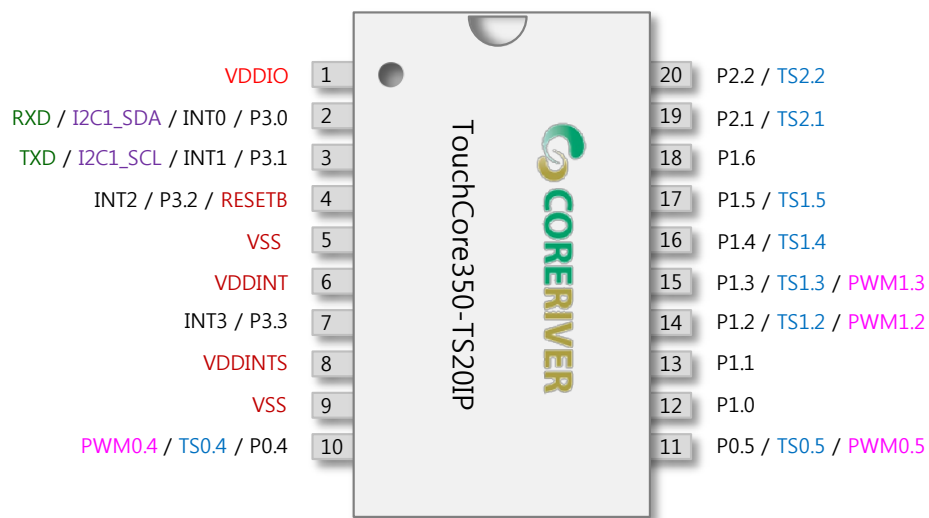 VDDIO 1
RXD / I2C1_SDA / INT0 / P3.0 2
TXD / I2C1_SCL / INT1 / P3.1 3
INT2 / P3.2 / RESETB 4
VSS 5
VDDINT 6
INT3 / P3.3 7
VDDINTS 8
VSS 9
PWM0.4 / TS0.4 / P0.4 10
TouchCore350-TS20IP
CORERIVER
20 P2.2 / TS2.2
19 P2.1 / TS2.1
18 P1.6
17 P1.5 / TS1.5
16 P1.4 / TS1.4
15 P1.3 / TS1.3 / PWM1.3
14 P1.2 / TS1.2 / PWM1.2
13 P1.1
12 P1.0
11 P0.5 / TS0.5 / PWM0.5